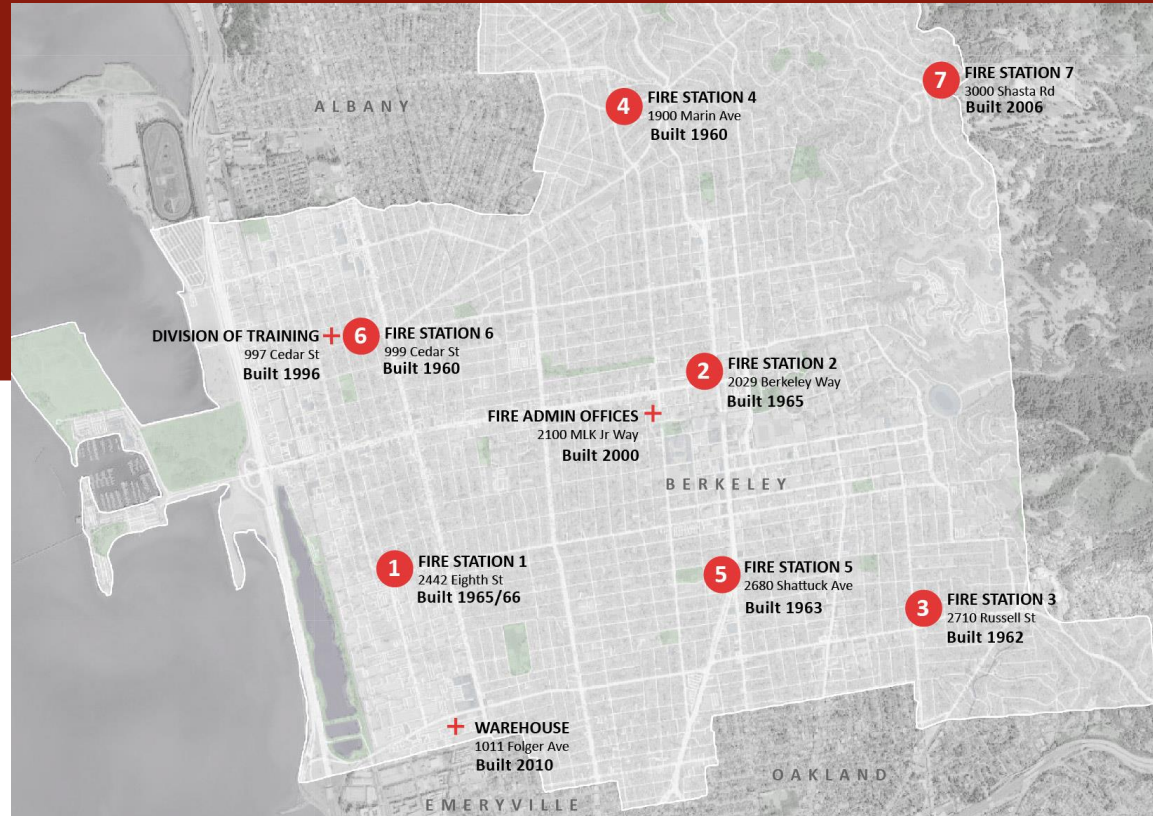 ALBANY
4
FIRE STATION 4
1900 Marin Ave
Built 1960
7
FIRE STATION 7
3000 Shasta Rd
Built 2006
DIVISION OF TRAINING
997 Cedar St
Built 1996
6
FIRE STATION 6
999 Cedar St
Built 1960
2
FIRE STATION 2
2029 Berkeley Way
Built 1965
FIRE ADMIN OFFICES
2100 MLK Jr Way
Built 2000
BERKELEY
1
FIRE STATION 1
2442 Eighth St
Built 1965/66
5
FIRE STATION 5
2680 Shattuck Ave
Built 1963
3
FIRE STATION 3
2710 Russell St
Built 1962
WAREHOUSE
1011 Folger Ave
Built 2010
OAKLAND
EMERYVILLE